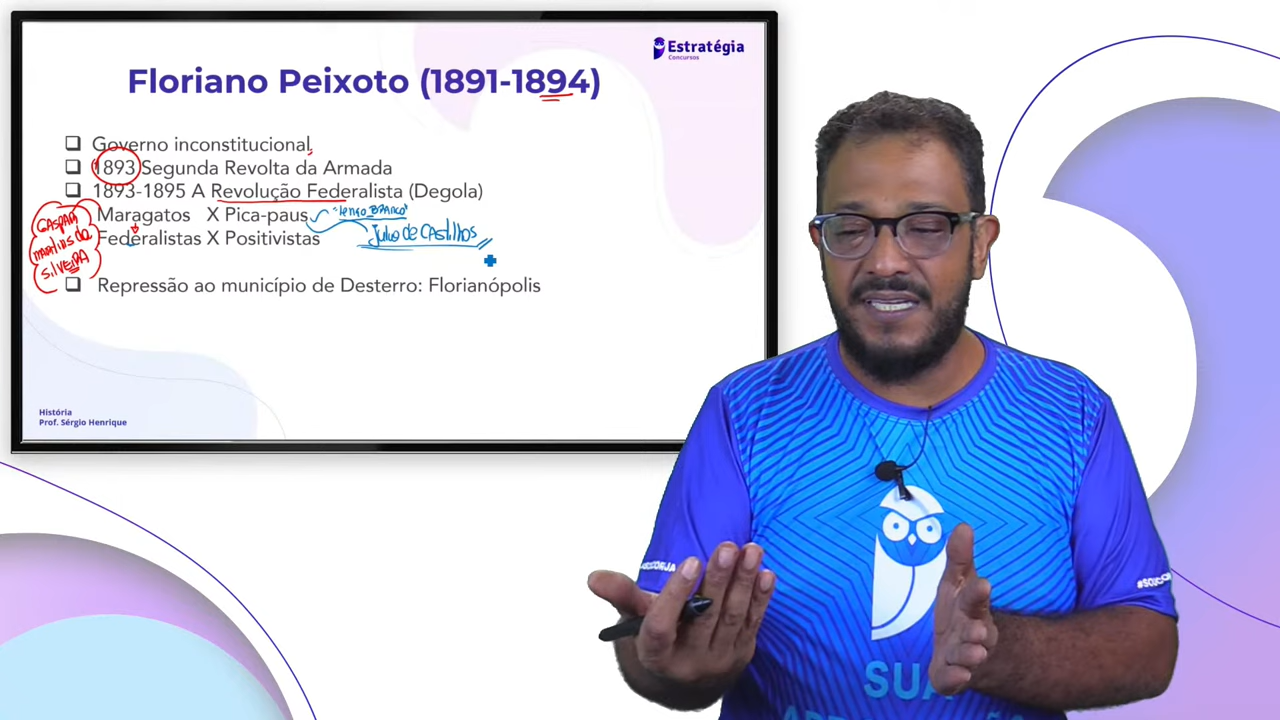 Estratégia
Concursos
Floriano Peixoto (1891-1894)
Governo inconstitucional
1893 Segunda Revolta da Armada
1893-1895 A Revolução Federalista (Degola)
Maragatos X Pica-paus "lenço BRANCO"
Federalistas X Positivistas
Julio de CAStilhos
GASPAR
MARtins da
SilVEiRA
Repressão ao município de Desterro: Florianópolis
História
Prof. Sérgio Henrique
SUA